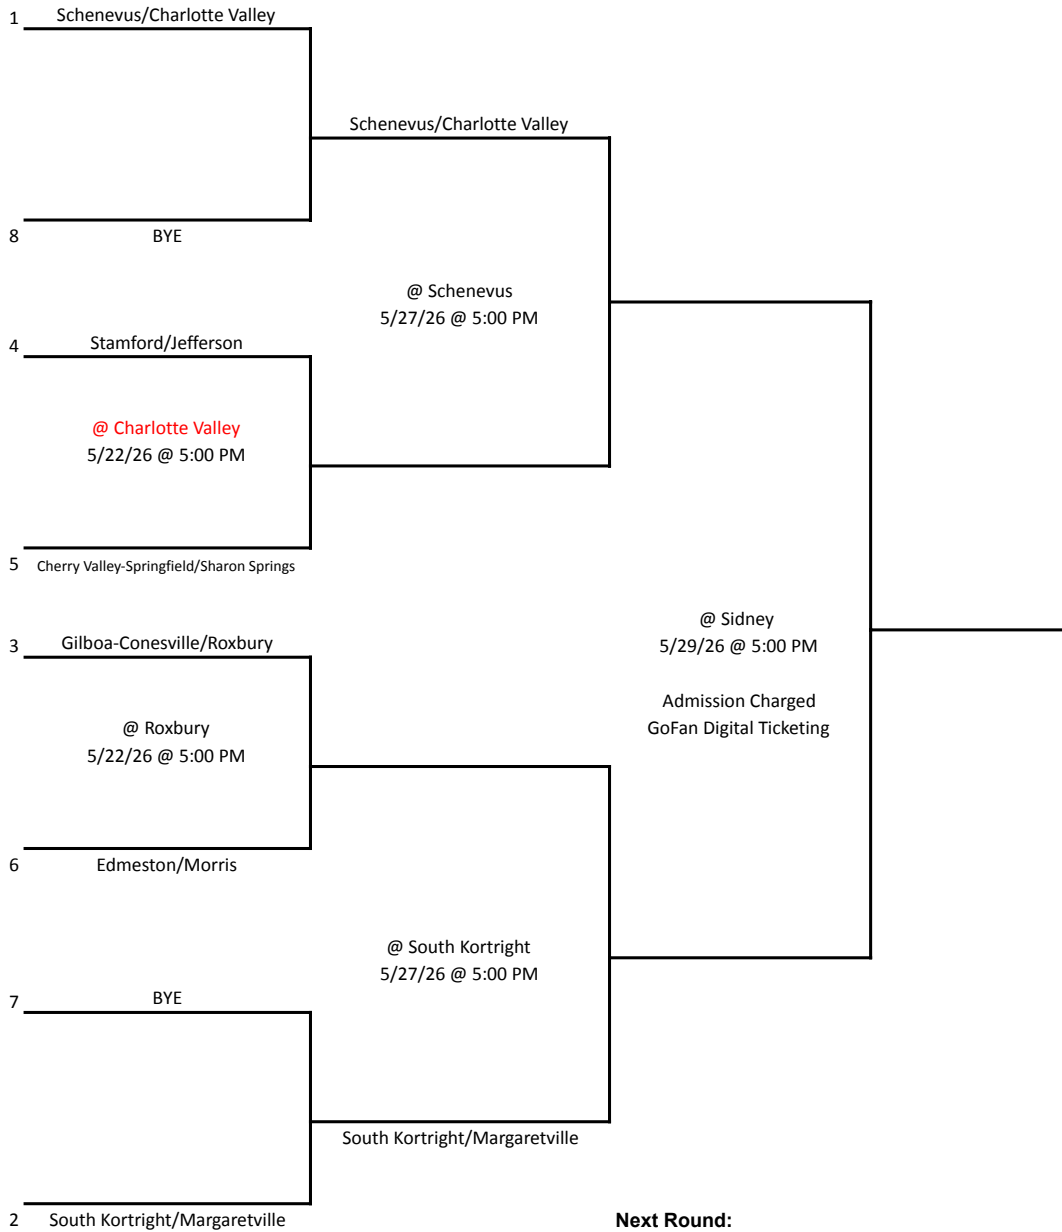 1 Schenevus/Charlotte Valley
Schenevus/Charlotte Valley
8 BYE
@ Schenevus
5/27/26 @ 5:00 PM
4 Stamford/Jefferson
@ Charlotte Valley
5/22/26 @ 5:00 PM
5 Cherry Valley-Springfield/Sharon Springs
@ Sidney
5/29/26 @ 5:00 PM
Admission Charged
GoFan Digital Ticketing
3 Gilboa-Conesville/Roxbury
@ Roxbury
5/22/26 @ 5:00 PM
6 Edmeston/Morris
@ South Kortright
5/27/26 @ 5:00 PM
7 BYE
South Kortright/Margaretville
2 South Kortright/Margaretville
Next Round: